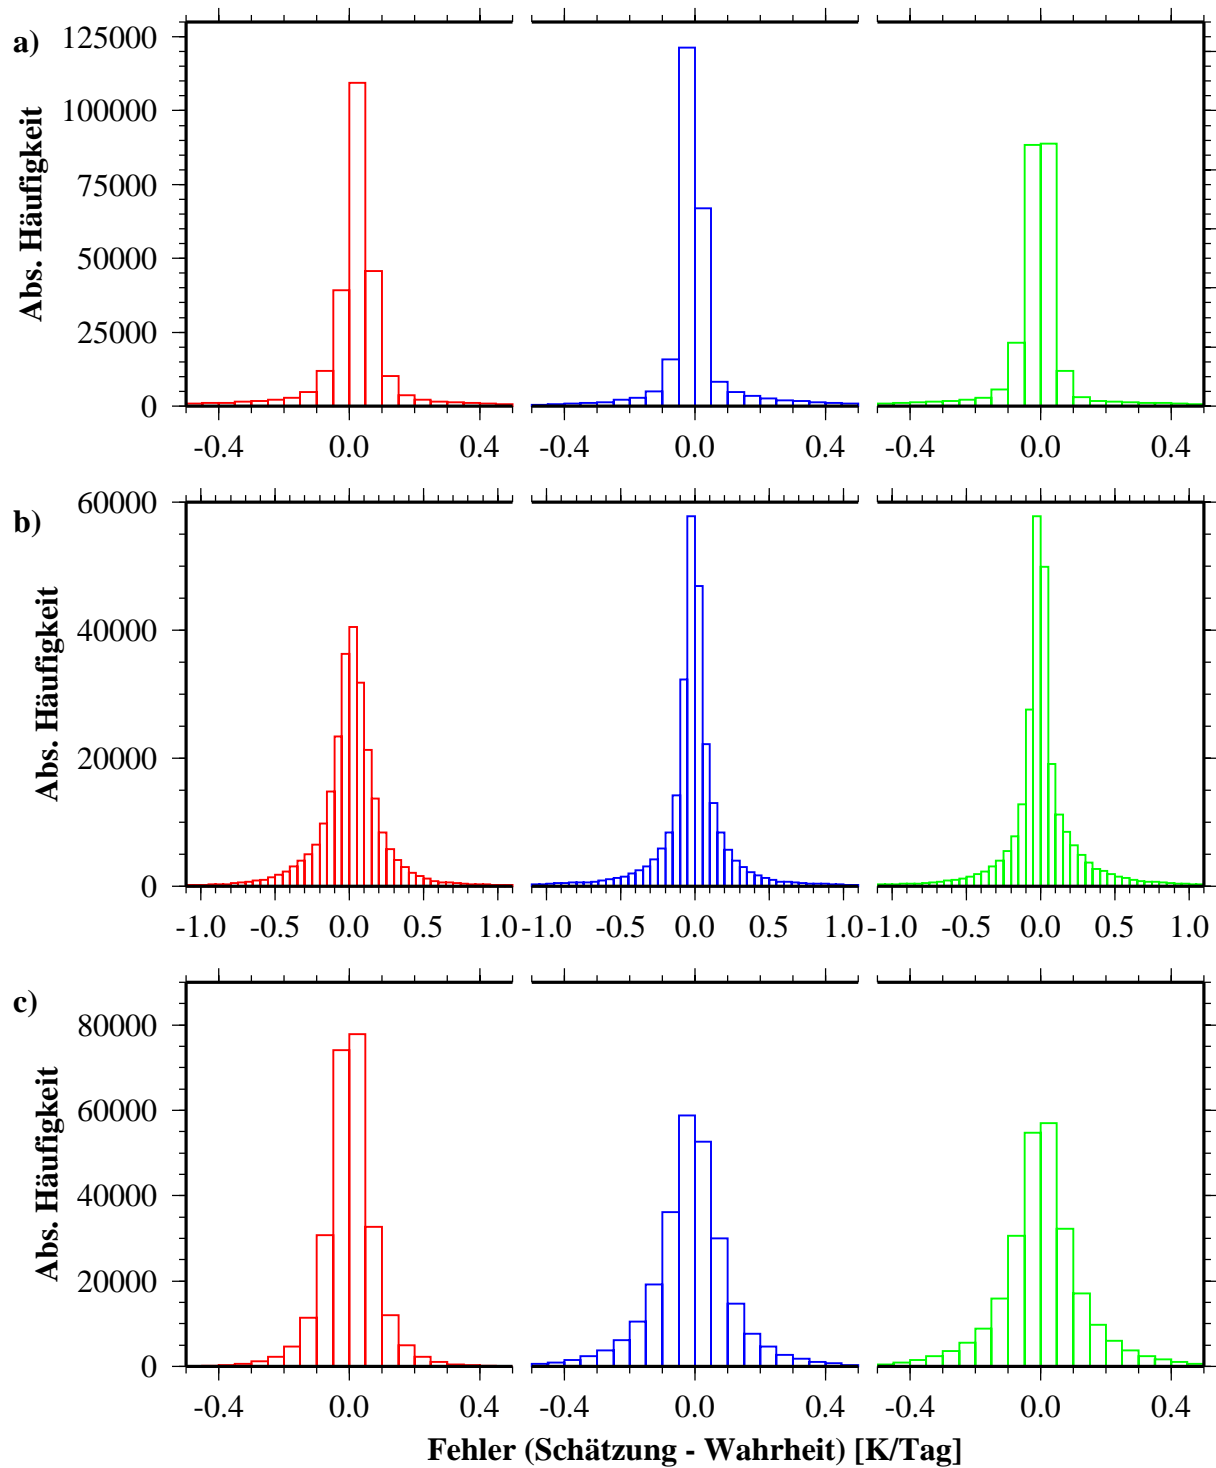 a)
Abs. Häufigkeit
125000
100000
75000
50000
25000
0
-0.4 0.0 0.4 -0.4 0.0 0.4 -0.4 0.0 0.4
b)
Abs. Häufigkeit
60000
40000
20000
0
-1.0 -0.5 0.0 0.5 1.0 -1.0 -0.5 0.0 0.5 1.0 -1.0 -0.5 0.0 0.5 1.0
c)
Abs. Häufigkeit
80000
60000
40000
20000
0
-0.4 0.0 0.4 -0.4 0.0 0.4 -0.4 0.0 0.4
Fehler (Schätzung - Wahrheit) [K/Tag]